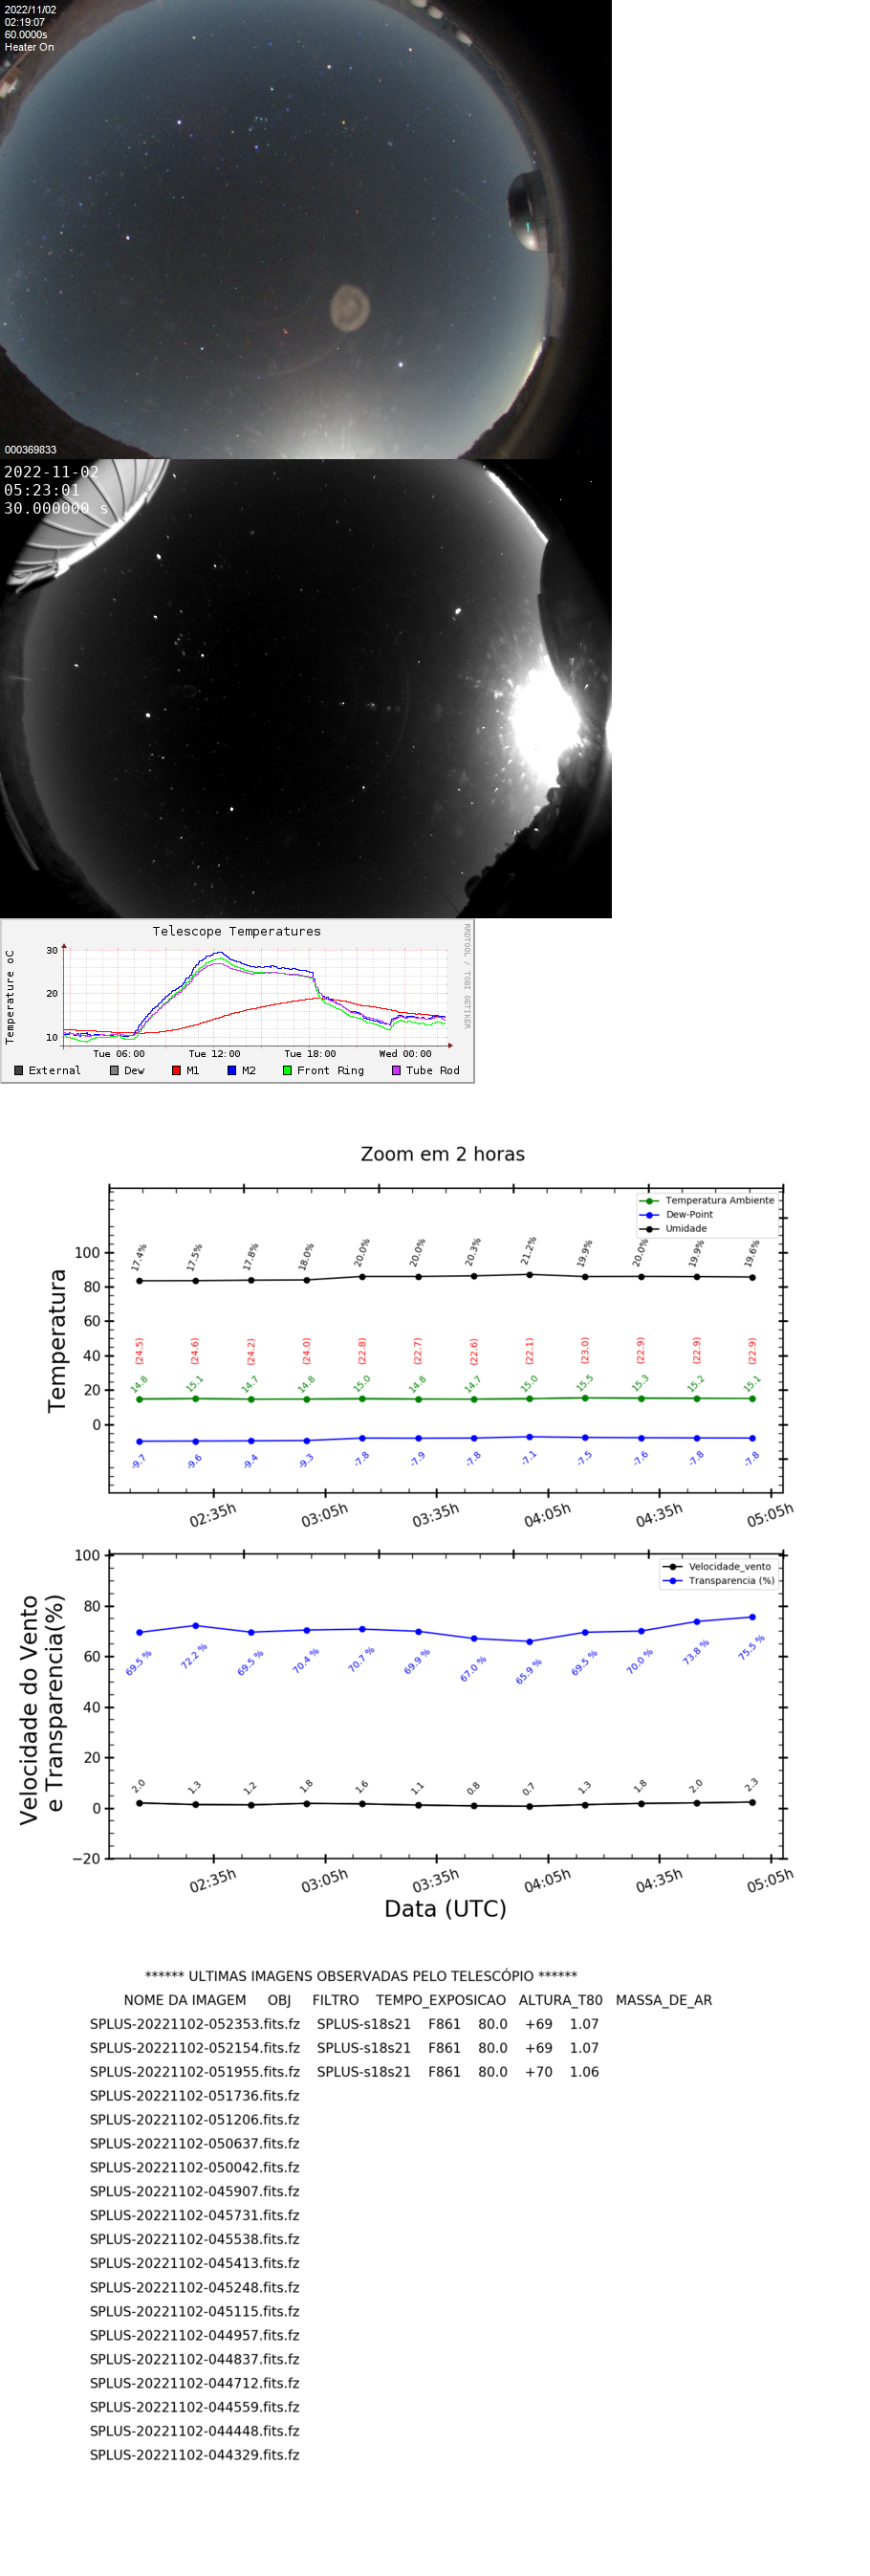 2022/11/02
02:19:07
60.0000s
Heater On
000369833
2022-11-02
05:23:01
30.000000 s
Telescope Temperatures
RRDTOOL / TOBI OETIKER
Temperature oC
30
20
10
Tue 06:00 Tue 12:00 Tue 18:00 Wed 00:00
External Dew M1 M2 Front Ring Tube Rod
Zoom em 2 horas
Temperatura Ambiente
Dew-Point
Umidade
Temperatura
100
80
60
40
20
0
17.4% 17.5% 17.8% 18.0% 20.0% 20.0% 20.3% 21.2% 19.9% 20.0% 19.9% 19.6%
(24.5) (24.6) (24.2) (24.0) (22.8) (22.7) (22.6) (22.1) (23.0) (22.9) (22.9) (22.9)
14.8 15.1 14.7 14.8 15.0 14.8 14.7 15.0 15.5 15.3 15.2 15.1
-9.7 -9.6 -9.4 -9.3 -7.8 -7.9 -7.8 -7.1 -7.5 -7.6 -7.8 -7.8
02:35h 03:05h 03:35h 04:05h 04:35h 05:05h
Velocidade_vento
Transparencia (%)
Velocidade do Vento
e Transparencia(%)
100
80
60
40
20
0
−20
69.5 % 72.2 % 69.5 % 70.4 % 70.7 % 69.9 % 67.0 % 65.9 % 69.5 % 70.0 % 73.8 % 75.5 %
2.0 1.3 1.2 1.8 1.6 1.1 0.8 0.7 1.3 1.8 2.0 2.3
02:35h 03:05h 03:35h 04:05h 04:35h 05:05h
Data (UTC)
****** ULTIMAS IMAGENS OBSERVADAS PELO TELESCÓPIO ******
NOME DA IMAGEM OBJ FILTRO TEMPO_EXPOSICAO ALTURA_T80 MASSA_DE_AR
SPLUS-20221102-052353.fits.fz SPLUS-s18s21 F861 80.0 +69 1.07
SPLUS-20221102-052154.fits.fz SPLUS-s18s21 F861 80.0 +69 1.07
SPLUS-20221102-051955.fits.fz SPLUS-s18s21 F861 80.0 +70 1.06
SPLUS-20221102-051736.fits.fz
SPLUS-20221102-051206.fits.fz
SPLUS-20221102-050637.fits.fz
SPLUS-20221102-050042.fits.fz
SPLUS-20221102-045907.fits.fz
SPLUS-20221102-045731.fits.fz
SPLUS-20221102-045538.fits.fz
SPLUS-20221102-045413.fits.fz
SPLUS-20221102-045248.fits.fz
SPLUS-20221102-045115.fits.fz
SPLUS-20221102-044957.fits.fz
SPLUS-20221102-044837.fits.fz
SPLUS-20221102-044712.fits.fz
SPLUS-20221102-044559.fits.fz
SPLUS-20221102-044448.fits.fz
SPLUS-20221102-044329.fits.fz